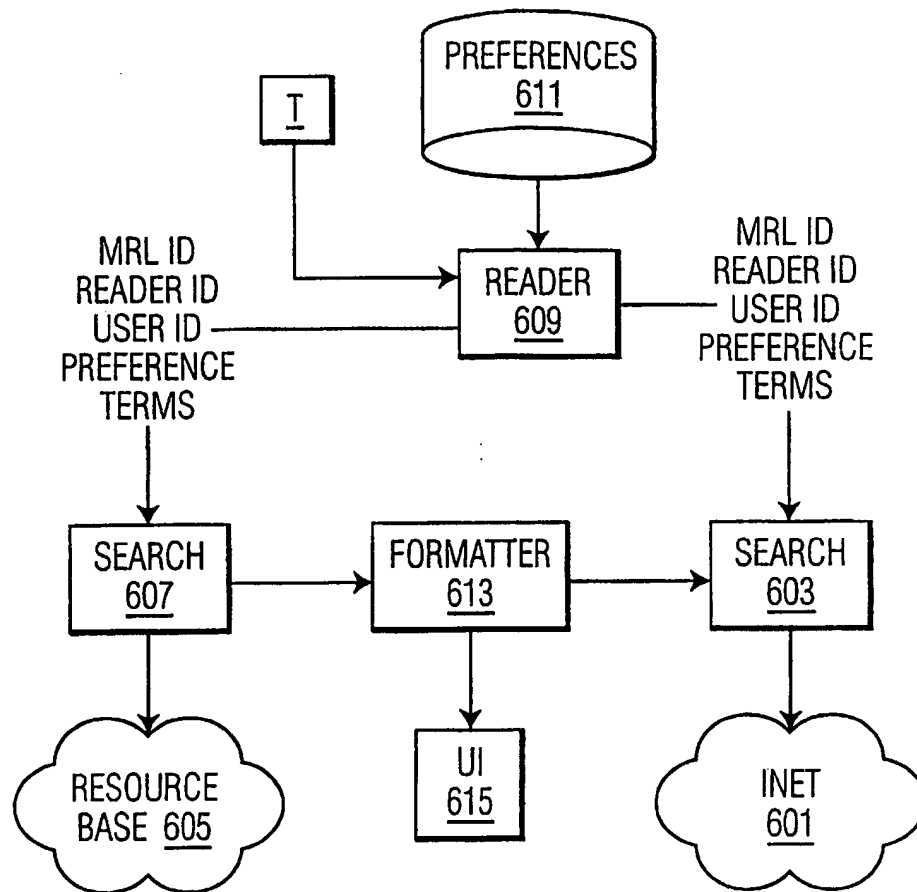 PREFERENCES
611
T
MRL ID
READER ID
USER ID
PREFERENCE
TERMS
READER
609
MRL ID
READER ID
USER ID
PREFERENCE
TERMS
SEARCH
607
FORMATTER
613
SEARCH
603
RESOURCE
BASE 605
UI
615
INET
601